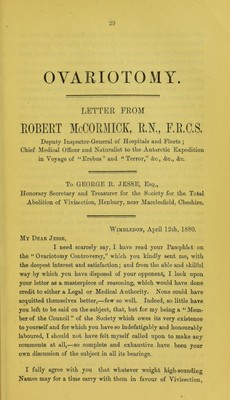 29
OVARIOTOMY.
LETTER FROM
ROBERT McCORMICK, R.N., F.R.C.S.
Deputy Inspector-General of Hospitals and Fleets;
Chief Medical Officer and Naturalist to the Antarctic Expedition
in Voyage of "Erebus" and "Terror," &c., &c., &c.
To GEORGE R. JESSE, Esq.,
Honorary Secretary and Treasurer for the Society for the Total
Abolition of Vivisection, Henbury, near Macclesfield, Cheshire.
Wimbledon, April 12th, 1880.
My Dear Jesse,
I need scarcely say, I have read your Pamphlet on
the "Ovariotomy Controversy," which you kindly sent me, with
the deepest interest and satisfaction; and from the able and skilful
way by which you have disposed of your opponent, I look upon
your letter as a masterpiece of reasoning, which would have done
credit to either a Legal or Medical Authority. None could have
acquitted themselves better,—few so well. Indeed, so little have
you left to be said on the subject, that, but for my being a "Mem-
ber of the Council" of the Society which owes its very existence
to yourself and for which you have so indefatigably and honourably
laboured, I should not have felt myself called upon to make any
comments at all,—so complete and exhaustive have been your
own discussion of the subject in all its bearings.
I fully agree with you that whatever weight high-sounding
Names may for a time carry with them in favour of Vivisection,